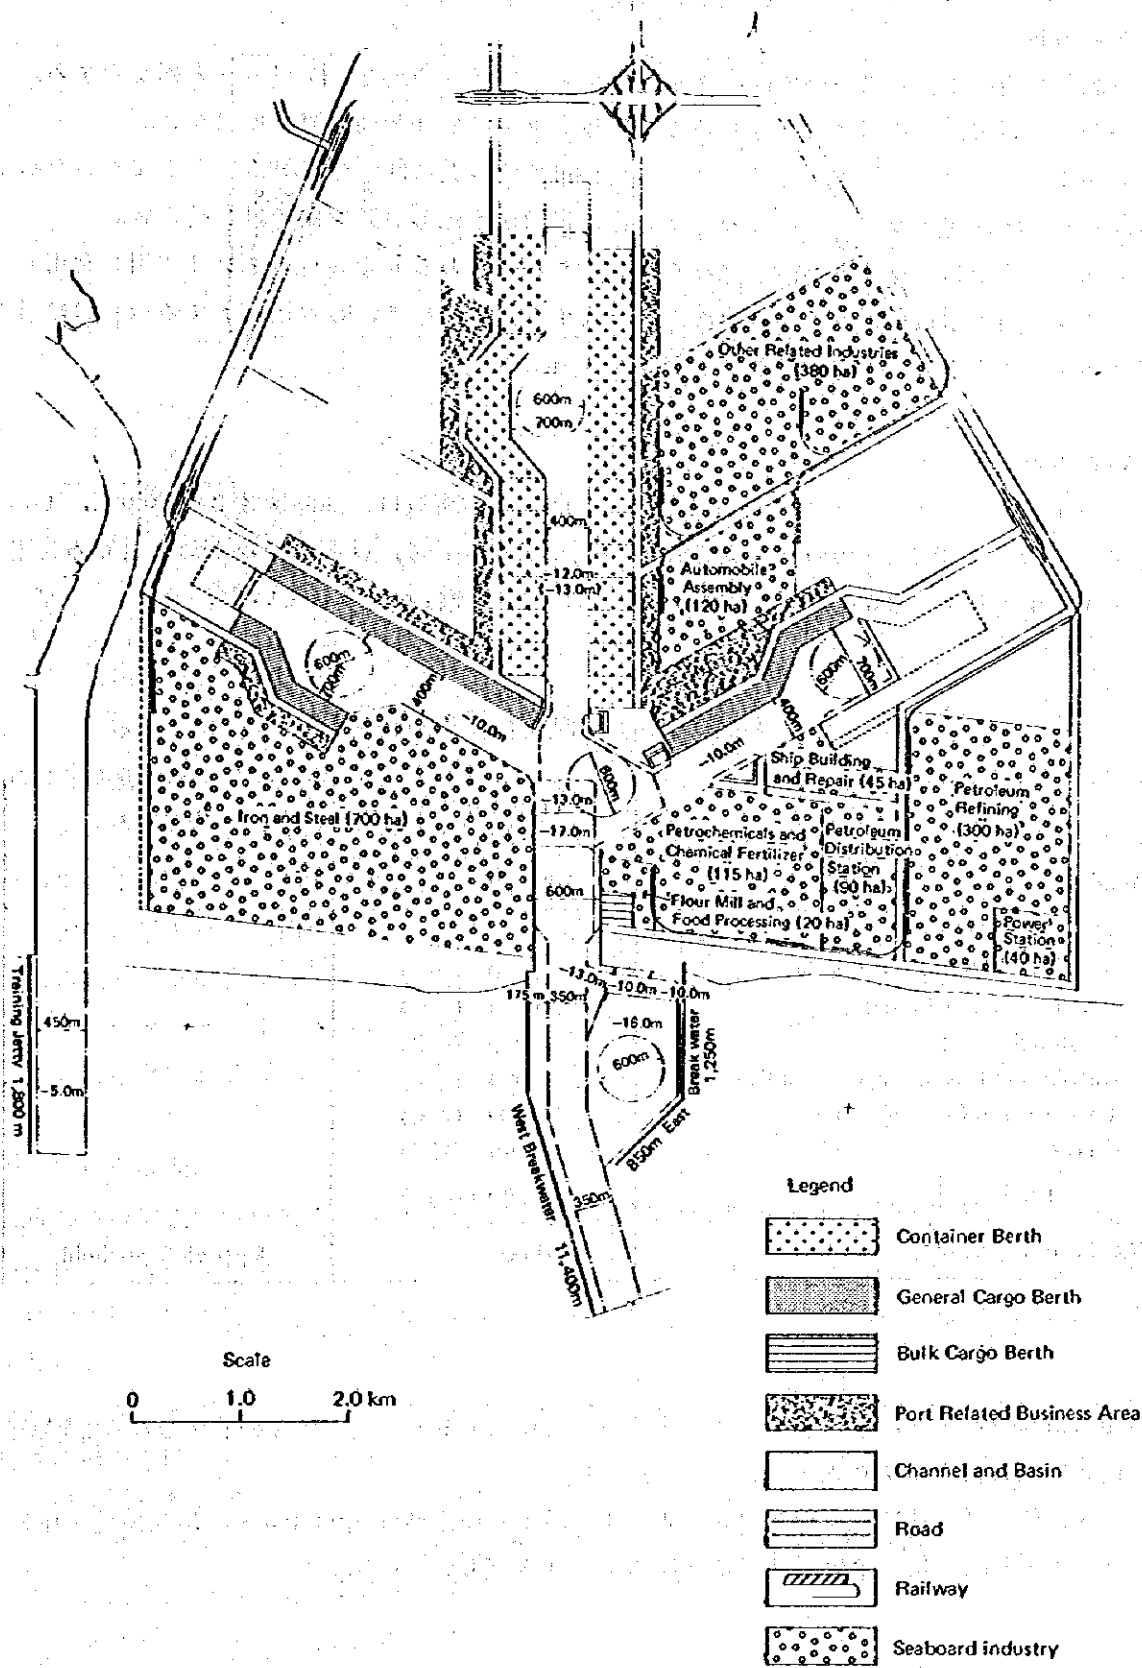 Other Related Industries
(380 ha)
600m
700m
400m
-12.0m
(-13.0m)
Automobile
Assembly
(120 ha)
600m
700m
400m
-10.0m
600m
700m
400m
-10.0m
Ship Building
and Repair (45 ha)
600m
-13.0m
-17.0m
Iron and Steel (700 ha)
Petrochemicals and
Chemical Fertilizer
(115 ha)
Petroleum
Distribution
Station
(90 ha)
Petroleum
Refining
(300 ha)
600m
Flour Mill and
Food Processing (20 ha)
Power
Station
(40 ha)
-13.0m
-10.0m
-10.0m
175 m
350m
-16.0m
600m
Break water
1,250m
850m East
West Breakwater
11,400m
350m
Training Jetty 1,800 m
450m
-5.0m
Scale
0 1.0 2.0 km
Legend
Container Berth
General Cargo Berth
Bulk Cargo Berth
Port Related Business Area
Channel and Basin
Road
Railway
Seaboard industry